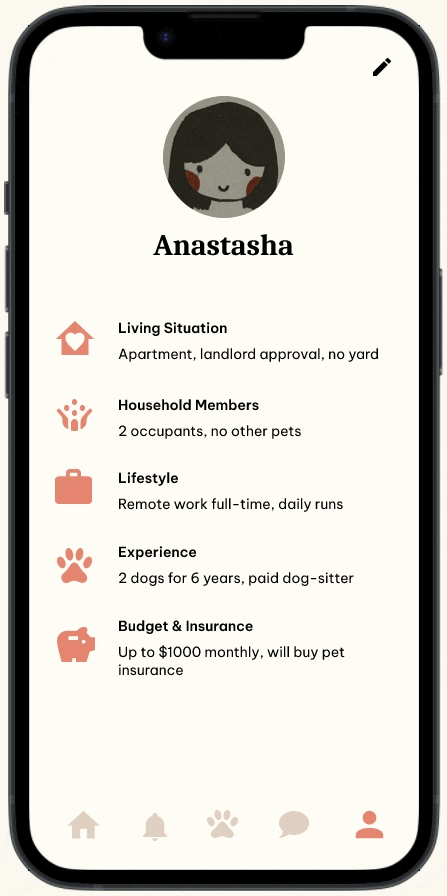 Anastasha
Living Situation
Apartment, landlord approval, no yard
Household Members
2 occupants, no other pets
Lifestyle
Remote work full-time, daily runs
Experience
2 dogs for 6 years, paid dog-sitter
Budget & Insurance
Up to $1000 monthly, will buy pet
insurance